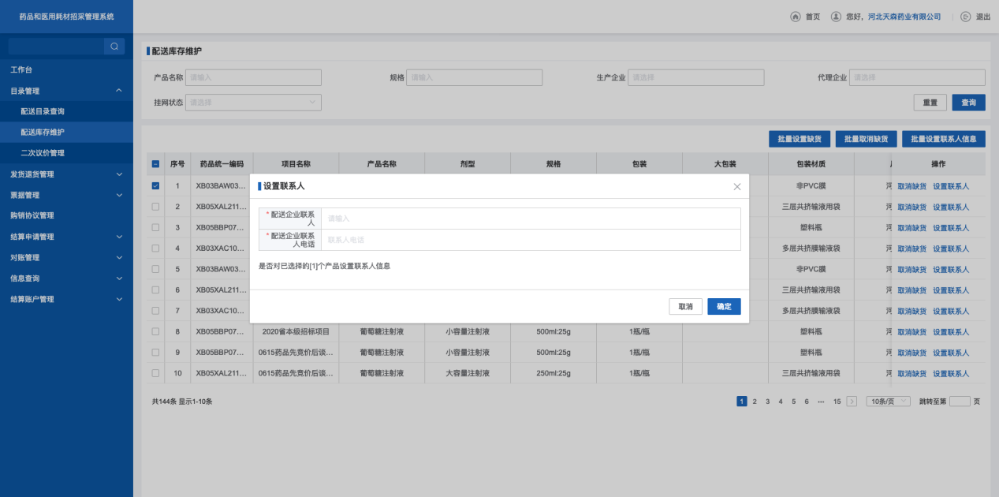 药品和医用耗材招采管理系统
首页
您好，河北天森药业有限公司
退出
工作台
目录管理
配送目录查询
配送库存维护
二次议价管理
发货退货管理
票据管理
购销协议管理
结算申请管理
对账管理
信息查询
结算账户管理
配送库存维护
产品名称 请输入 规格 请输入 生产企业 请选择 代理企业 请选择
挂网状态 请选择 重置 查询
批量设置缺货 批量取消缺货 批量设置联系人信息
序号 药品统一编码 项目名称 产品名称 剂型 规格 包装 大包装 包装材质 操作
1 XB03BAW03... 非PVC膜 河 取消缺货 设置联系人
2 XB05XAL211... 三层共挤输液用袋 河 取消缺货 设置联系人
3 XB05BBP07... 塑料瓶 河 取消缺货 设置联系人
4 XB03XAC10... 多层共挤膜输液袋 河 取消缺货 设置联系人
5 XB03BAW03... 非PVC膜 河 取消缺货 设置联系人
6 XB05XAL211... 三层共挤输液用袋 河 取消缺货 设置联系人
7 XB03XAC10... 多层共挤膜输液袋 河 取消缺货 设置联系人
8 XB05BBP07... 2020省本级招标项目 葡萄糖注射液 小容量注射液 500ml:25g 1瓶/瓶 塑料瓶 河 取消缺货 设置联系人
9 XB05BBP07... 0615药品先竞价后谈... 葡萄糖注射液 小容量注射液 500ml:25g 1瓶/瓶 塑料瓶 河 取消缺货 设置联系人
10 XB05XAL211... 0615药品先竞价后谈... 葡萄糖注射液 大容量注射液 250ml:25g 1瓶/瓶 三层共挤输液用袋 河 取消缺货 设置联系人
设置联系人
* 配送企业联系
人
请输入
* 配送企业联系
人电话
联系人电话
是否对已选择的[1]个产品设置联系人信息
取消 确定
共144条 显示1-10条
1 2 3 4 5 6 ··· 15 > 10条/页 跳转至第 页